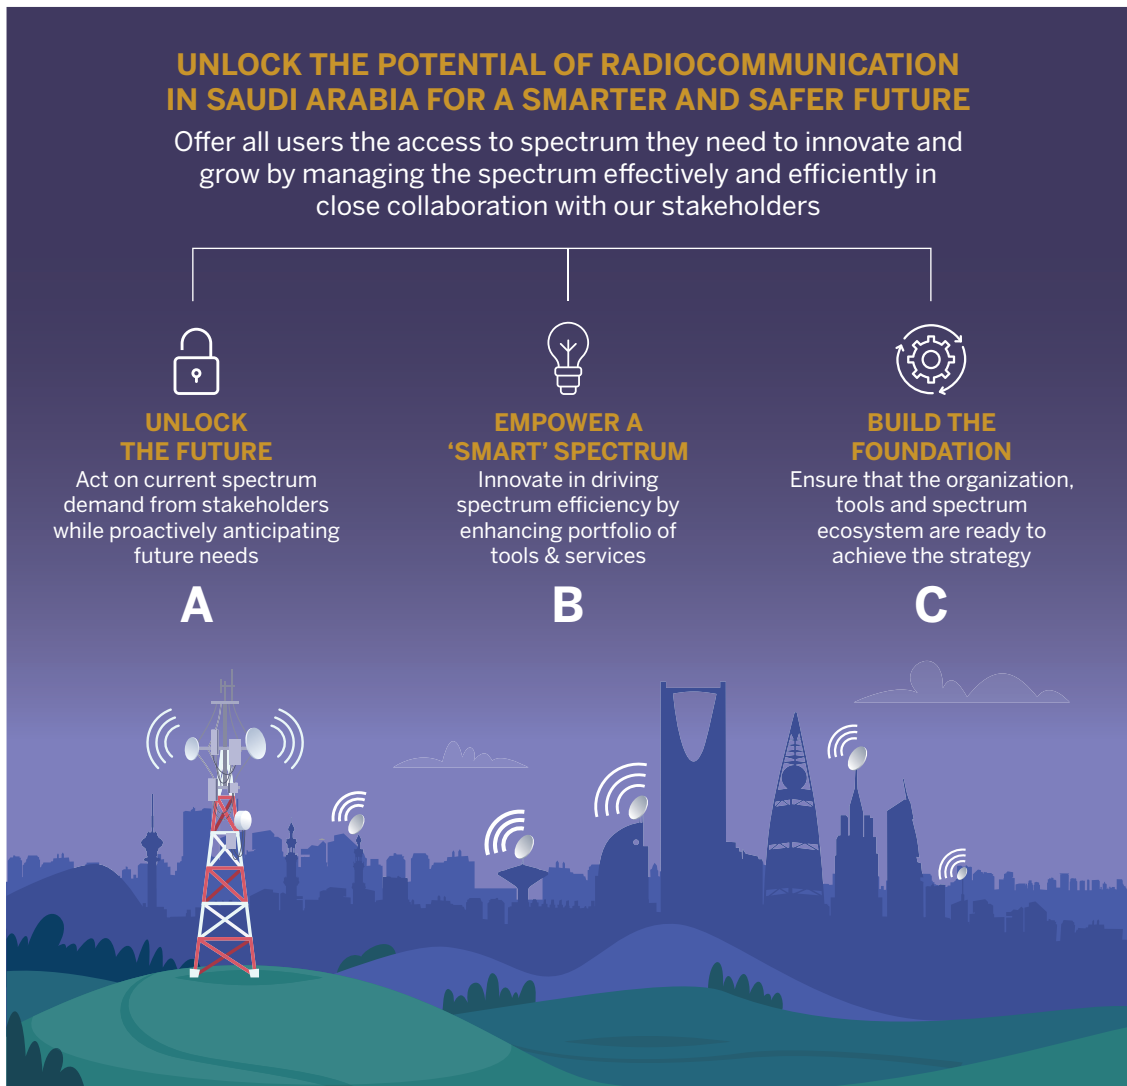 UNLOCK THE POTENTIAL OF RADIOCOMMUNICATION
IN SAUDI ARABIA FOR A SMARTER AND SAFER FUTURE
Offer all users the access to spectrum they need to innovate and
grow by managing the spectrum effectively and efficiently in
close collaboration with our stakeholders
UNLOCK
THE FUTURE
Act on current spectrum
demand from stakeholders
while proactively anticipating
future needs
A
EMPOWER A
‘SMART’ SPECTRUM
Innovate in driving
spectrum efficiency by
enhancing portfolio of
tools & services
B
BUILD THE
FOUNDATION
Ensure that the organization,
tools and spectrum
ecosystem are ready to
achieve the strategy
C